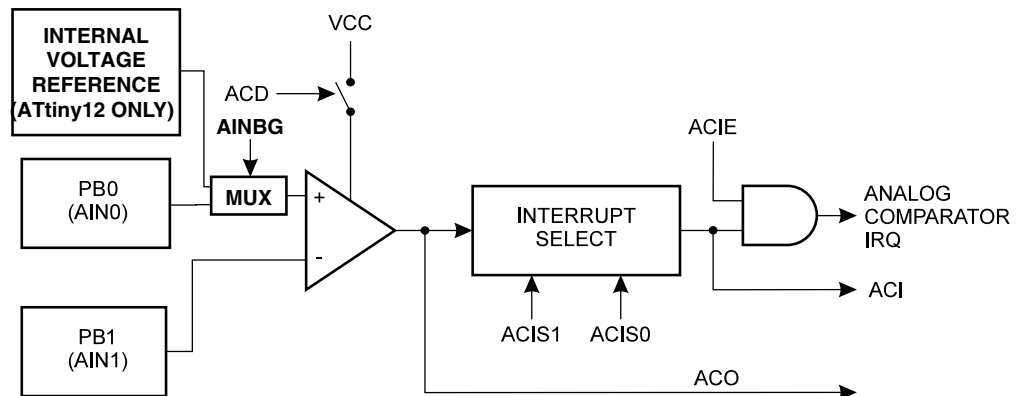 INTERNAL
VOLTAGE
REFERENCE
(ATtiny12 ONLY)
VCC
ACD
AINBG
MUX
PB0
(AIN0)
+
-
PB1
(AIN1)
INTERRUPT
SELECT
ACIS1
ACIS0
ACIE
ANALOG
COMPARATOR
IRQ
ACI
ACO